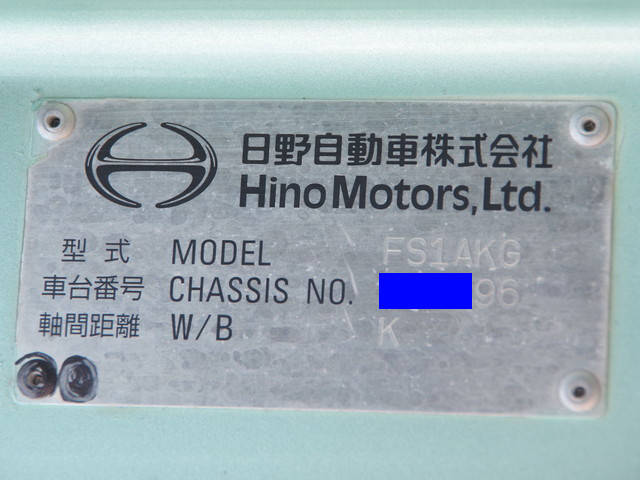 日野自動車株式会社
Hino Motors, Ltd.
型式 MODEL FS1AKG
車台番号 CHASSIS NO. 96
軸間距離 W/B K